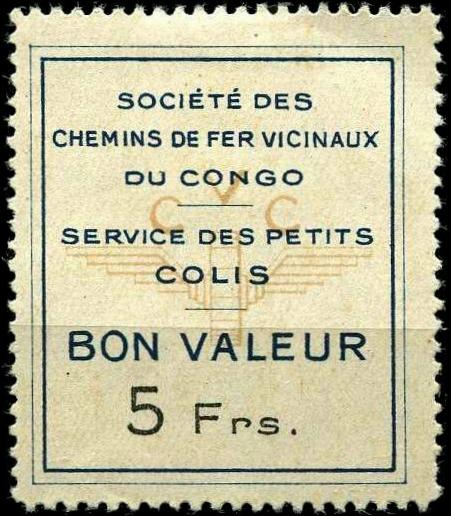 SOCIÉTÉ DES
CHEMINS DE FER VICINAUX
DU CONGO
C V C
SERVICE DES PETITS
COLIS
BON VALEUR
5 Frs.